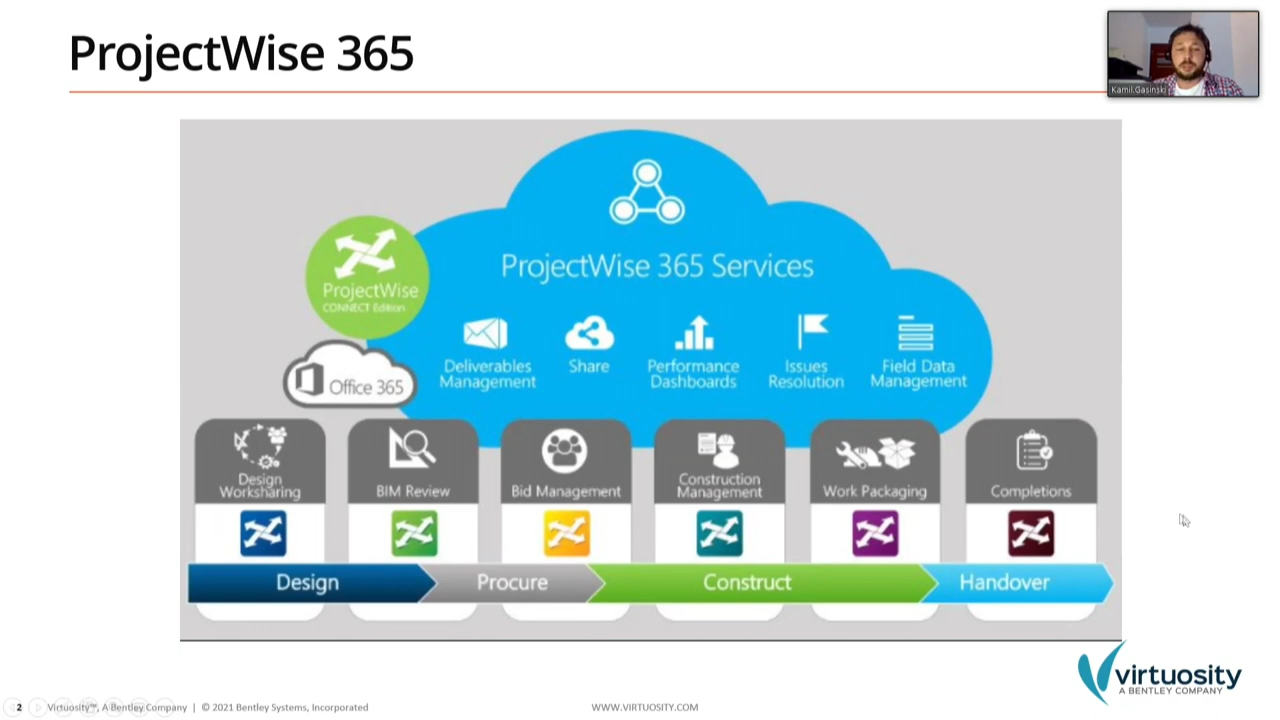 ProjectWise 365
Kamil.Gasinski
ProjectWise 365 Services
ProjectWise
CONNECT Edition
Office 365
Deliverables
Management
Share
Performance
Dashboards
Issues
Resolution
Field Data
Management
Design
Worksharing
BIM Review
Bid Management
Construction
Management
Work Packaging
Completions
Design
Procure
Construct
Handover
virtuosity
A BENTLEY COMPANY
2
Virtuosity™, A Bentley Company | © 2021 Bentley Systems, Incorporated
WWW.VIRTUOSITY.COM